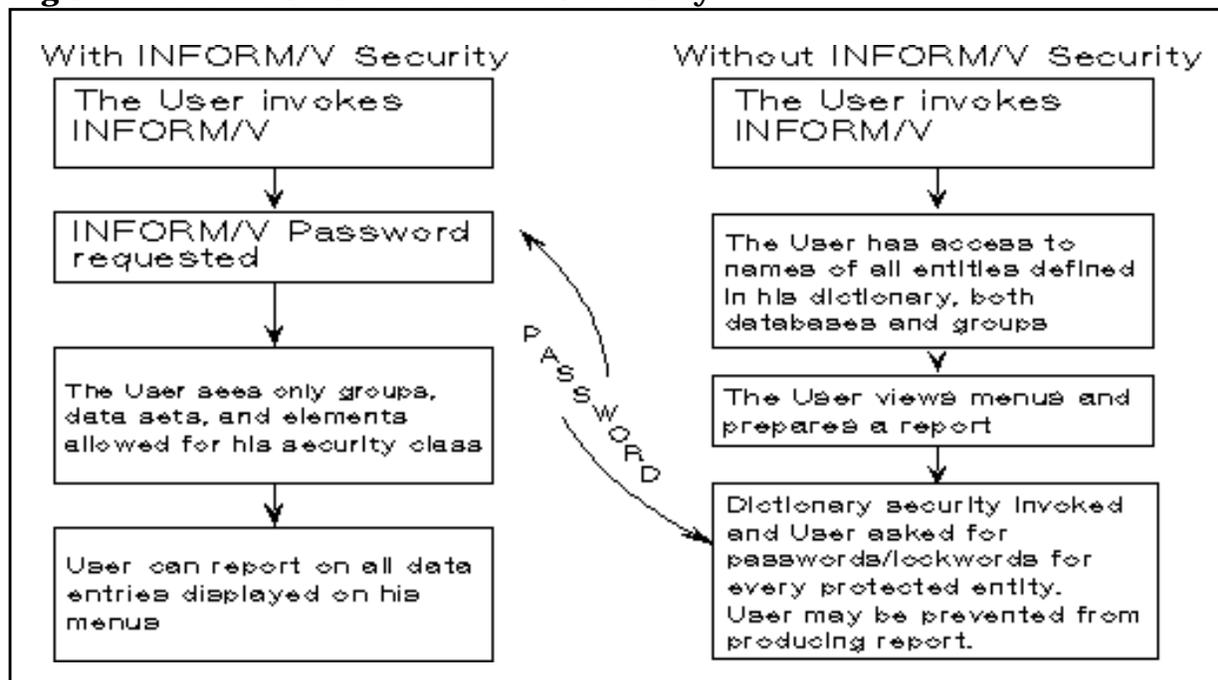 With INFORM/V Security
The User invokes
INFORM/V
INFORM/V Password
requested
The User sees only groups,
data sets, and elements
allowed for his security class
User can report on all data
entries displayed on his
menus
PASSWORD
Without INFORM/V Security
The User invokes
INFORM/V
The User has access to
names of all entities defined
in his dictionary, both
databases and groups
The User views menus and
prepares a report
Dictionary security invoked
and User asked for
passwords/lockwords for
every protected entity.
User may be prevented from
producing report.